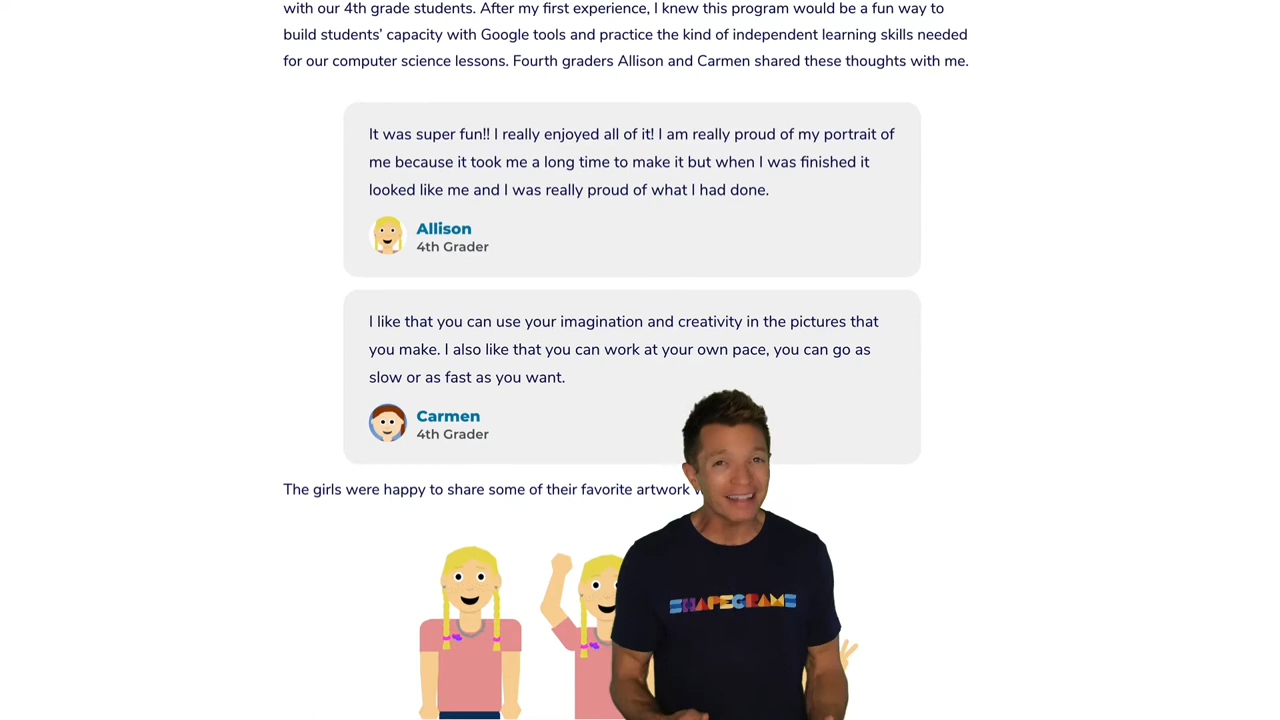 with our 4th grade students. After my first experience, I knew this program would be a fun way to
build students’ capacity with Google tools and practice the kind of independent learning skills needed
for our computer science lessons. Fourth graders Allison and Carmen shared these thoughts with me.
It was super fun!! I really enjoyed all of it! I am really proud of my portrait of
me because it took me a long time to make it but when I was finished it
looked like me and I was really proud of what I had done.
Allison
4th Grader
I like that you can use your imagination and creativity in the pictures that
you make. I also like that you can work at your own pace, you can go as
slow or as fast as you want.
Carmen
4th Grader
The girls were happy to share some of their favorite artwork
SHAPEGRAMS